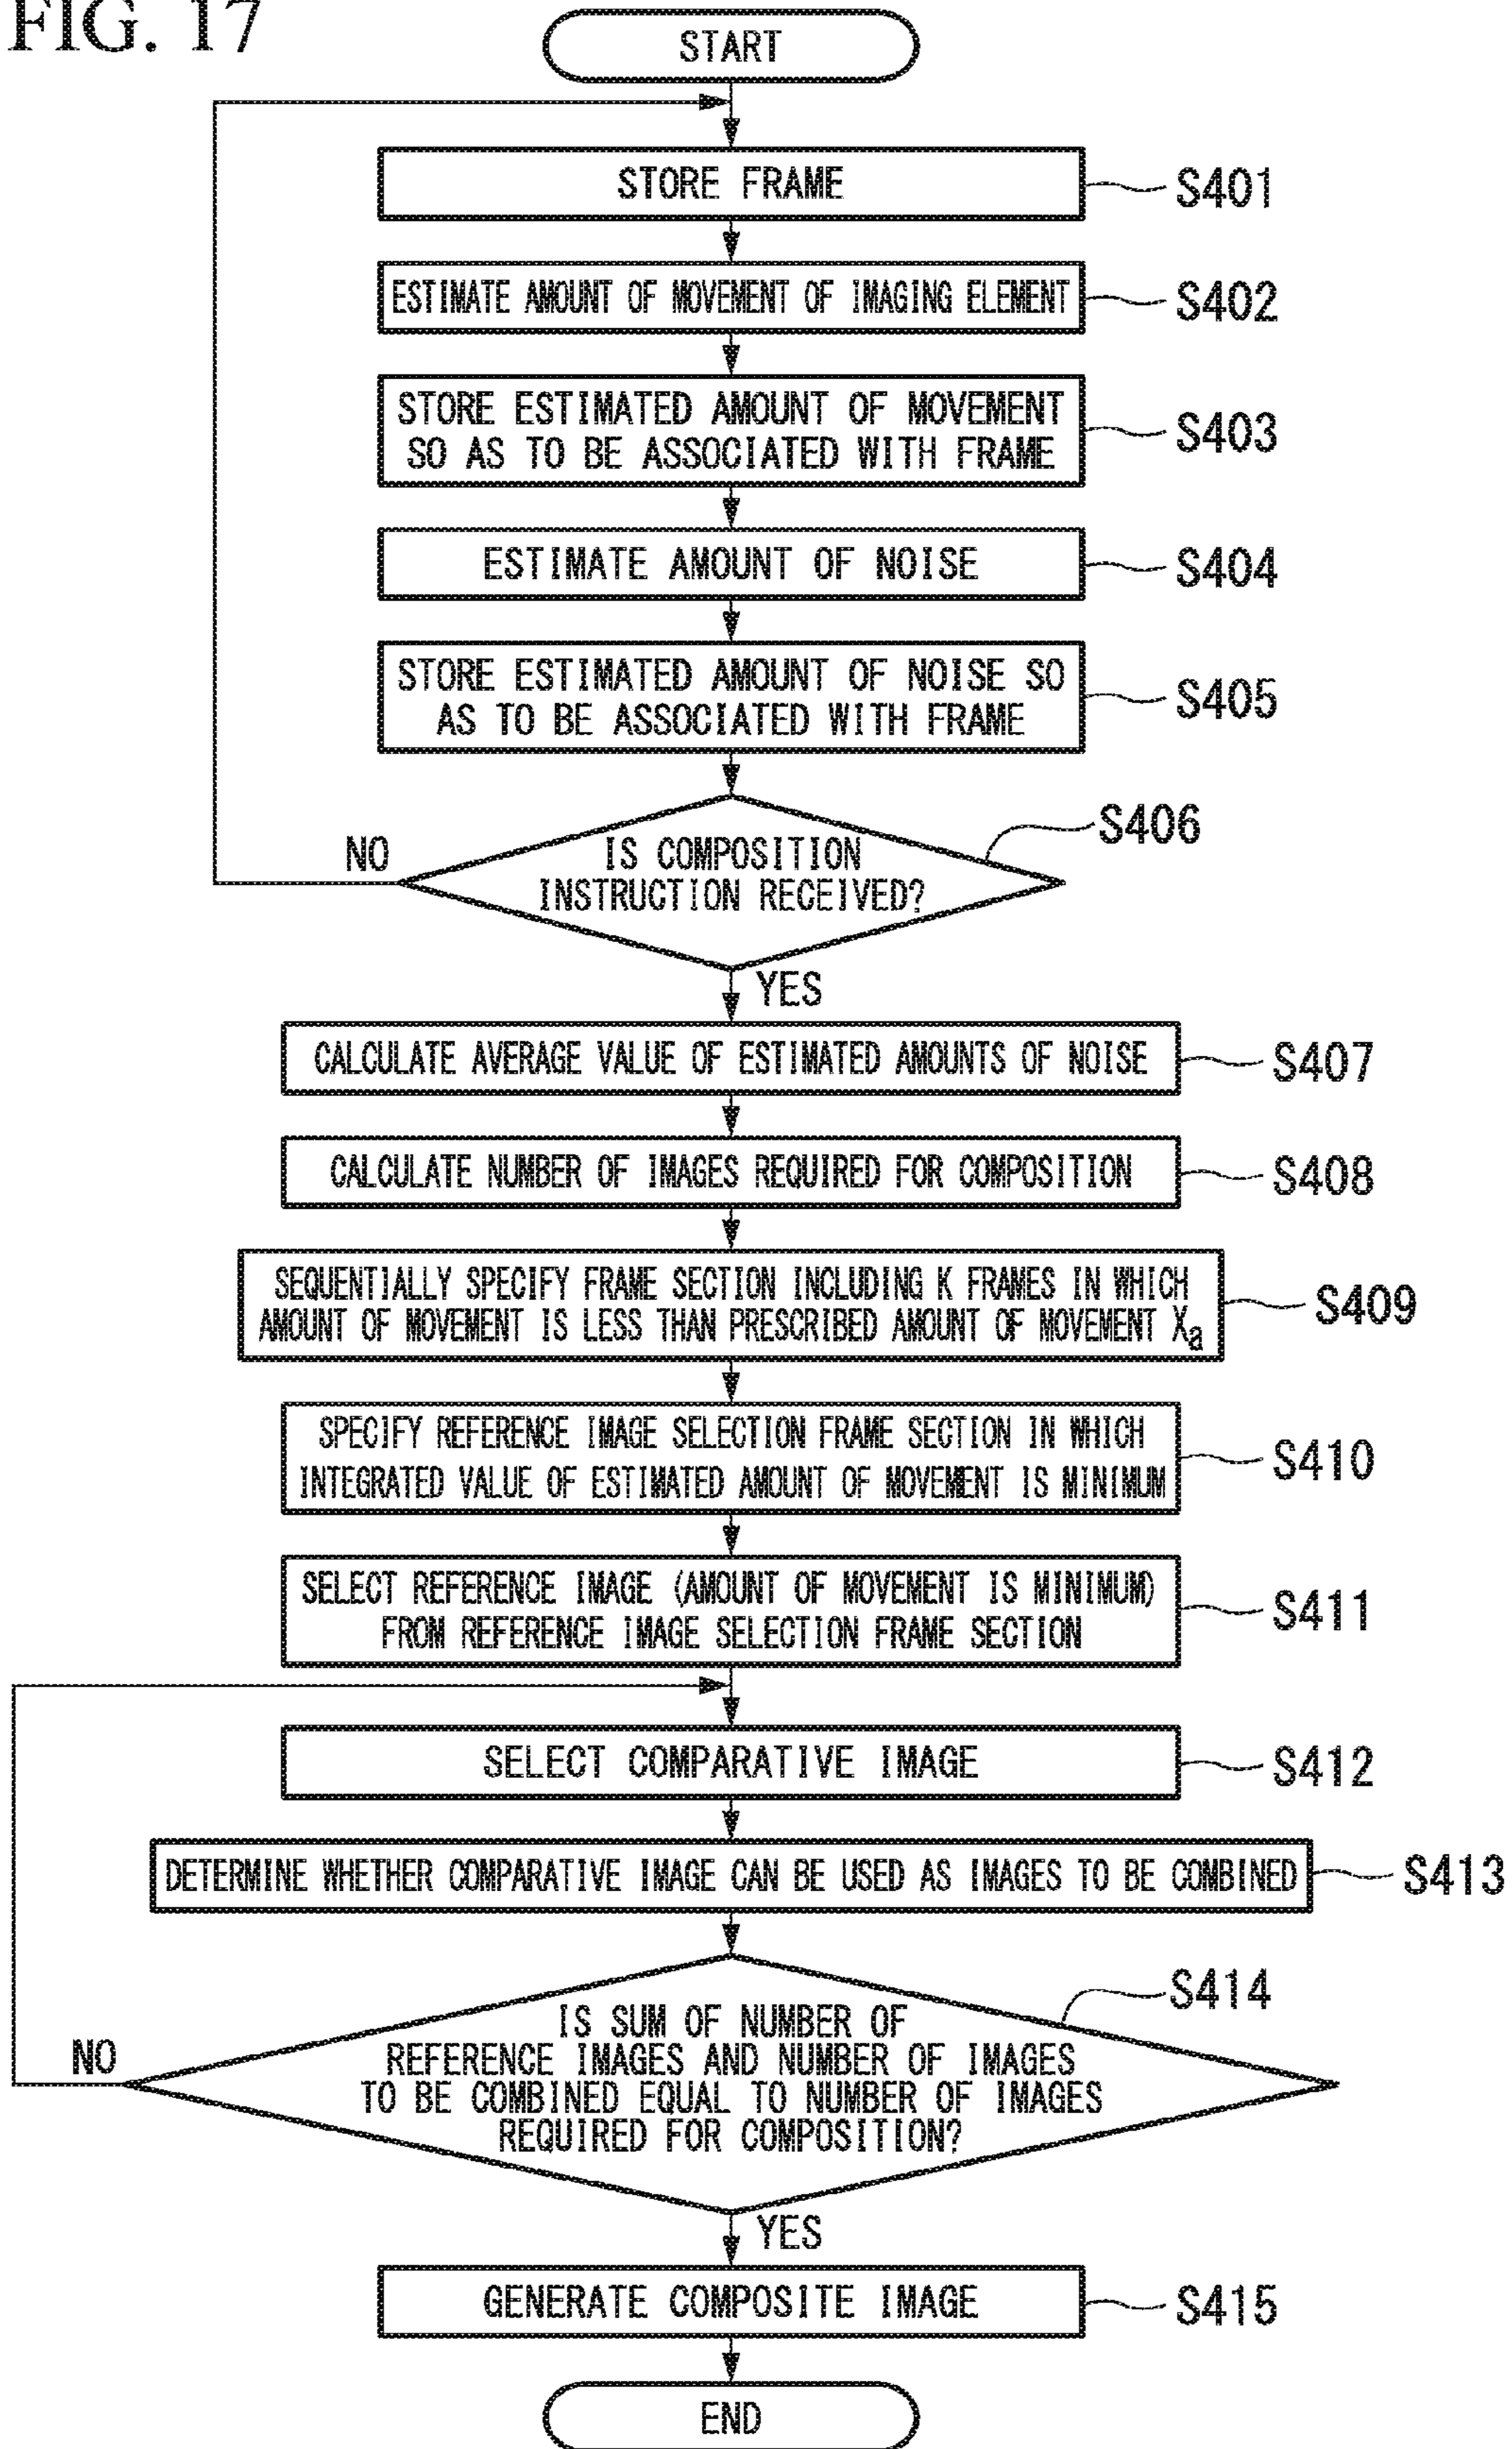 FIG. 17
START
STORE FRAME
S401
ESTIMATE AMOUNT OF MOVEMENT OF IMAGING ELEMENT
S402
STORE ESTIMATED AMOUNT OF MOVEMENT
SO AS TO BE ASSOCIATED WITH FRAME
S403
ESTIMATE AMOUNT OF NOISE
S404
STORE ESTIMATED AMOUNT OF NOISE SO
AS TO BE ASSOCIATED WITH FRAME
S405
S406
NO
IS COMPOSITION
INSTRUCTION RECEIVED?
YES
CALCULATE AVERAGE VALUE OF ESTIMATED AMOUNTS OF NOISE
S407
CALCULATE NUMBER OF IMAGES REQUIRED FOR COMPOSITION
S408
SEQUENTIALLY SPECIFY FRAME SECTION INCLUDING K FRAMES IN WHICH
AMOUNT OF MOVEMENT IS LESS THAN PRESCRIBED AMOUNT OF MOVEMENT Xa
S409
SPECIFY REFERENCE IMAGE SELECTION FRAME SECTION IN WHICH
INTEGRATED VALUE OF ESTIMATED AMOUNT OF MOVEMENT IS MINIMUM
S410
SELECT REFERENCE IMAGE (AMOUNT OF MOVEMENT IS MINIMUM)
FROM REFERENCE IMAGE SELECTION FRAME SECTION
S411
SELECT COMPARATIVE IMAGE
S412
DETERMINE WHETHER COMPARATIVE IMAGE CAN BE USED AS IMAGES TO BE COMBINED
S413
S414
NO
IS SUM OF NUMBER OF
REFERENCE IMAGES AND NUMBER OF IMAGES
TO BE COMBINED EQUAL TO NUMBER OF IMAGES
REQUIRED FOR COMPOSITION?
YES
GENERATE COMPOSITE IMAGE
S415
END